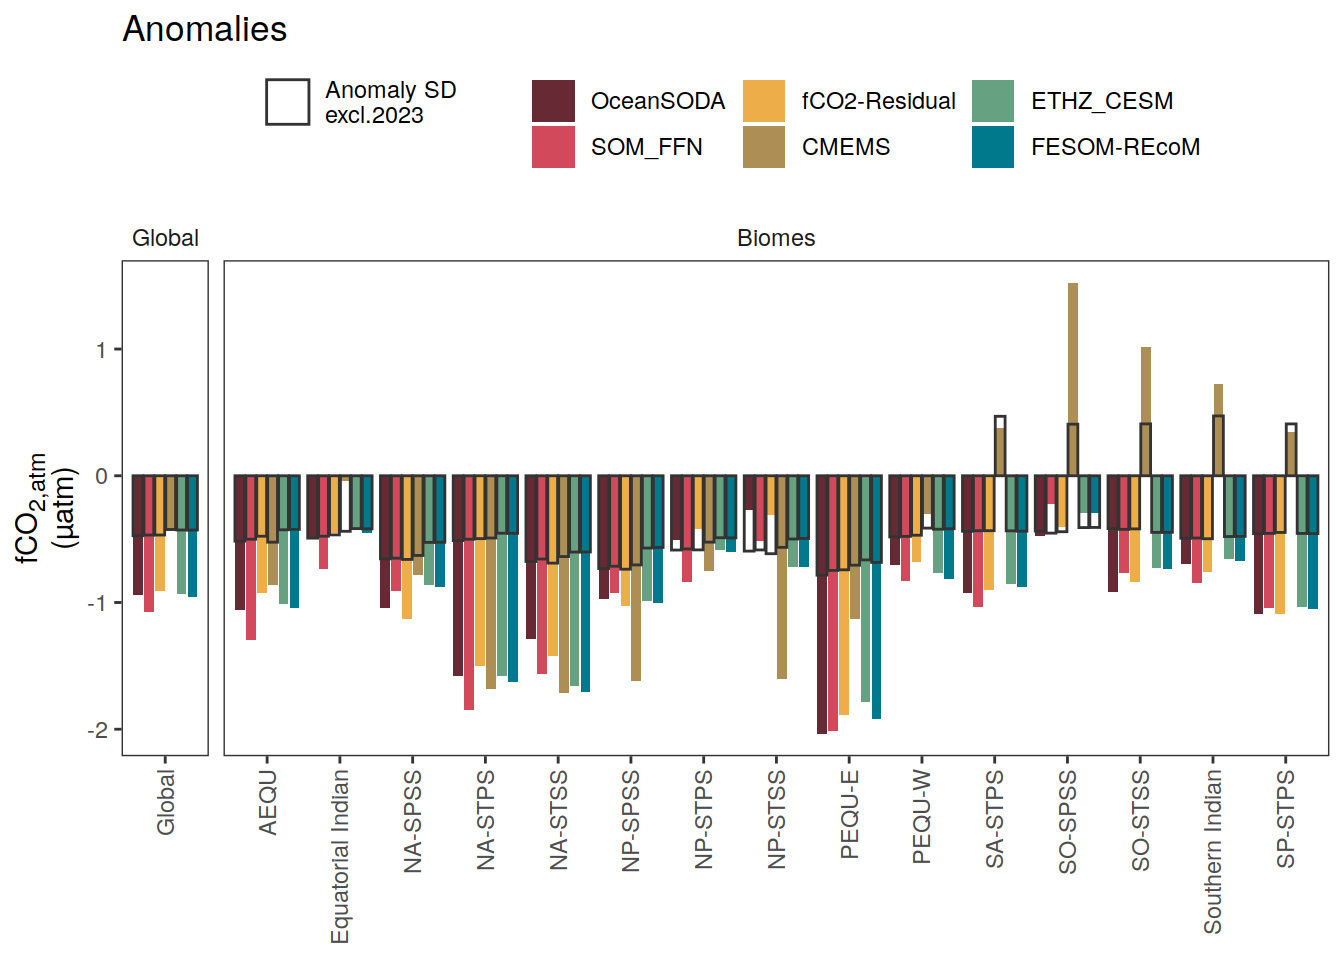 Anomalies
Anomaly SD
excl.2023
OceanSODA
SOM_FFN
fCO2-Residual
CMEMS
ETHZ_CESM
FESOM-REcoM
Global
Biomes
fCO2,atm
(µatm)
1
0
-1
-2
Global
AEQU
Equatorial Indian
NA-SPSS
NA-STPS
NA-STSS
NP-SPSS
NP-STPS
NP-STSS
PEQU-E
PEQU-W
SA-STPS
SO-SPSS
SO-STSS
Southern Indian
SP-STPS